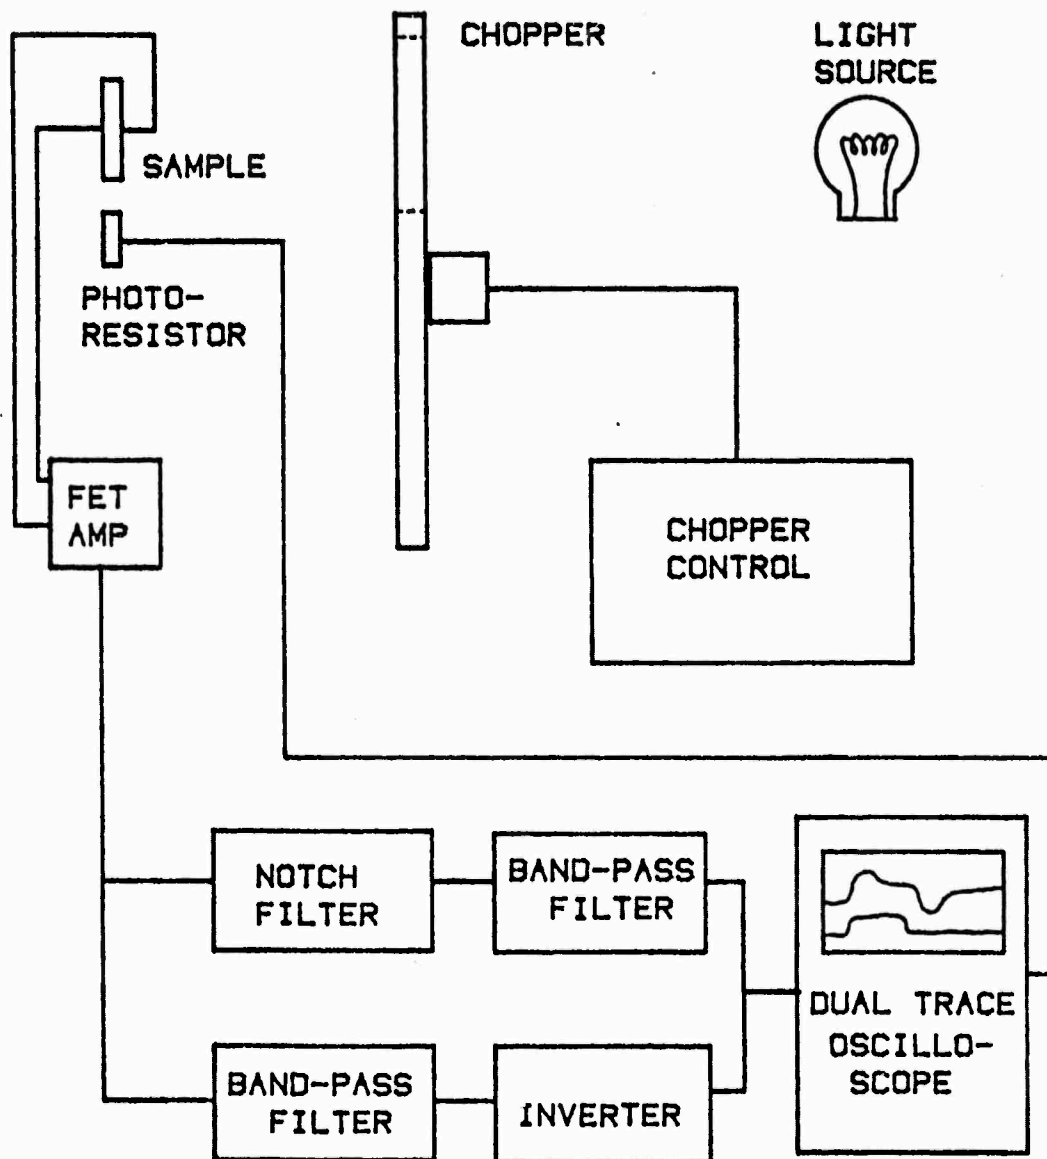 CHOPPER
LIGHT
SOURCE
SAMPLE
PHOTO-
RESISTOR
FET
AMP
CHOPPER
CONTROL
NOTCH
FILTER
BAND-PASS
FILTER
DUAL TRACE
OSCILLO-
SCOPE
BAND-PASS
FILTER
INVERTER